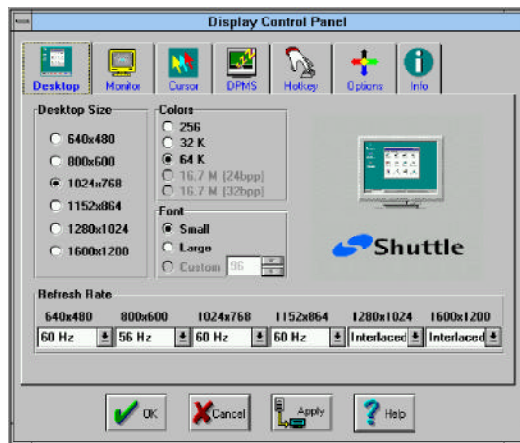 Display Control Panel
Desktop Monitor Cursor DPMS Hotkey Options Info
Desktop Size
640x480
800x600
1024x768
1152x864
1280x1024
1600x1200
Colors
256
32 K
64 K
16.7 M (24bpp)
16.7 M (32bpp)
Font
Small
Large
Custom 96
Shuttle
Refresh Rate
640x480 800x600 1024x768 1152x864 1280x1024 1600x1200
60 Hz 56 Hz 60 Hz 60 Hz Interlaced Interlaced
OK Cancel Apply Help